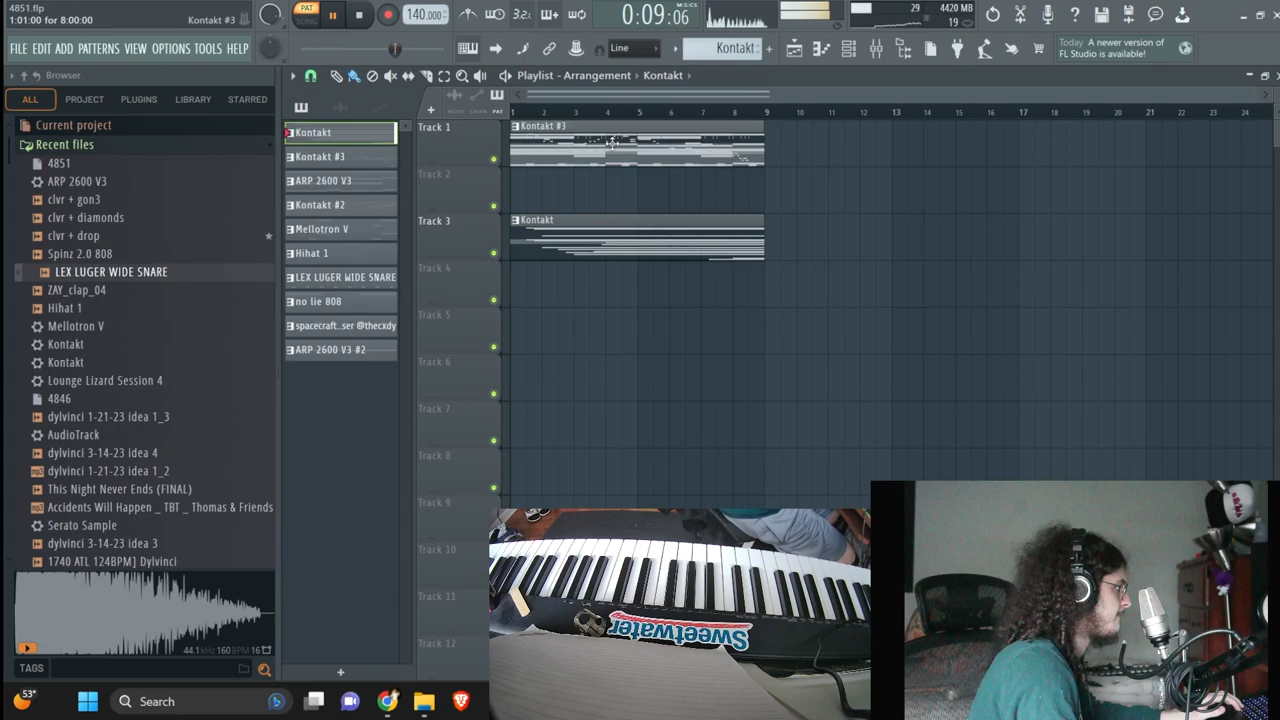 4851.flp
Kontakt #3
1:01:00 for 8:00:00
PAT
SONG
140.000
3.2.
0:09:06
M:S:CS
29
4420 MB
19
FILE EDIT ADD PATTERNS VIEW OPTIONS TOOLS HELP
Line
Kontakt
Today
A newer version of
FL Studio is available!
Browser
Playlist - Arrangement › Kontakt ›
ALL
PROJECT
PLUGINS
LIBRARY
STARRED
NOTE CHAN PAT
1 2 3 4 5 6 7 8 9 10 11 12 13 14 15 16 17 18 19 20 21 22 23 24
Current project
Recent files
4851
ARP 2600 V3
clvr + gon3
clvr + diamonds
clvr + drop
Spinz 2.0 808
LEX LUGER WIDE SNARE
ZAY_clap_04
Hihat 1
Mellotron V
Kontakt
Kontakt
Lounge Lizard Session 4
4846
dylvinci 1-21-23 idea 1_3
AudioTrack
dylvinci 3-14-23 idea 4
dylvinci 1-21-23 idea 1_2
This Night Never Ends (FINAL)
Accidents Will Happen _ TBT _ Thomas & Friends
Serato Sample
dylvinci 3-14-23 idea 3
1740 ATL 124BPM] Dylvinci
44.1kHz 160 BPM 16
TAGS
Kontakt
Kontakt #3
ARP 2600 V3
Kontakt #2
Mellotron V
Hihat 1
LEX LUGER WIDE SNARE
no lie 808
spacecraft..ser @thecxdy
ARP 2600 V3 #2
+
Track 1
Track 2
Track 3
Track 4
Track 5
Track 6
Track 7
Track 8
Track 9
Track 10
Track 11
Track 12
Kontakt #3
Kontakt
Sweetwater
53°
Search